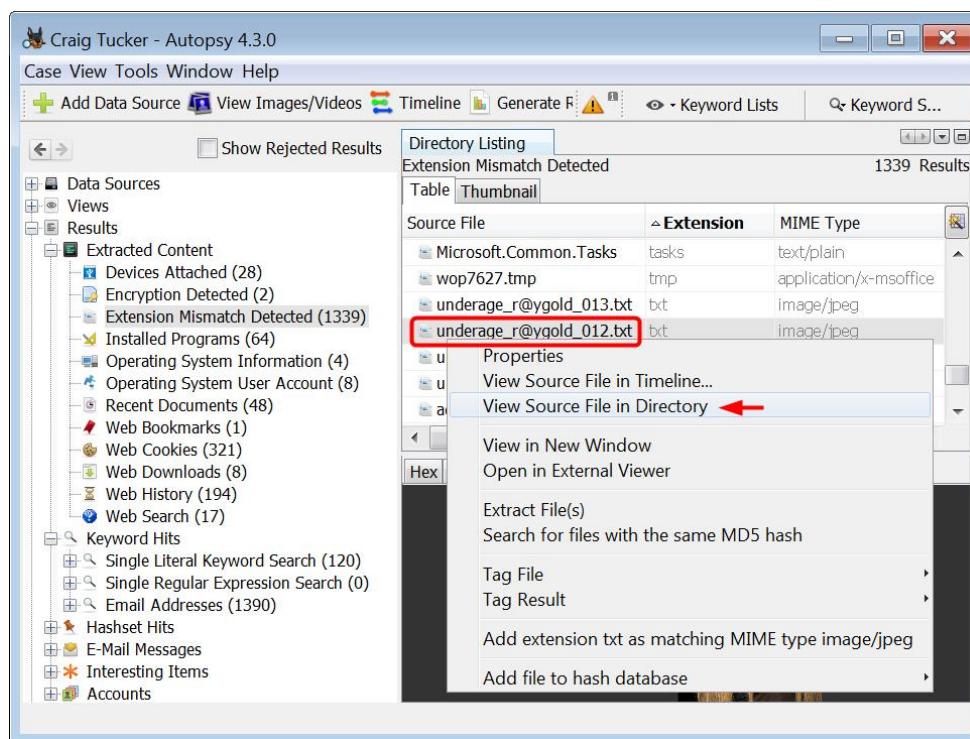 Craig Tucker - Autopsy 4.3.0
Case View Tools Window Help
Add Data Source View Images/Videos Timeline Generate R Keyword Lists Keyword S...
Show Rejected Results
Data Sources
Views
Results
Extracted Content
Devices Attached (28)
Encryption Detected (2)
Extension Mismatch Detected (1339)
Installed Programs (64)
Operating System Information (4)
Operating System User Account (8)
Recent Documents (48)
Web Bookmarks (1)
Web Cookies (321)
Web Downloads (8)
Web History (194)
Web Search (17)
Keyword Hits
Single Literal Keyword Search (120)
Single Regular Expression Search (0)
Email Addresses (1390)
Hashset Hits
E-Mail Messages
Interesting Items
Accounts
Directory Listing
Extension Mismatch Detected 1339 Results
Table Thumbnail
Source File Extension MIME Type
Microsoft.Common.Tasks tasks text/plain
wop7627.tmp tmp application/x-msoffice
underage_r@ygold_013.txt txt image/jpeg
underage_r@ygold_012.txt txt image/jpeg
Hex
Properties
View Source File in Timeline...
View Source File in Directory
View in New Window
Open in External Viewer
Extract File(s)
Search for files with the same MD5 hash
Tag File
Tag Result
Add extension txt as matching MIME type image/jpeg
Add file to hash database